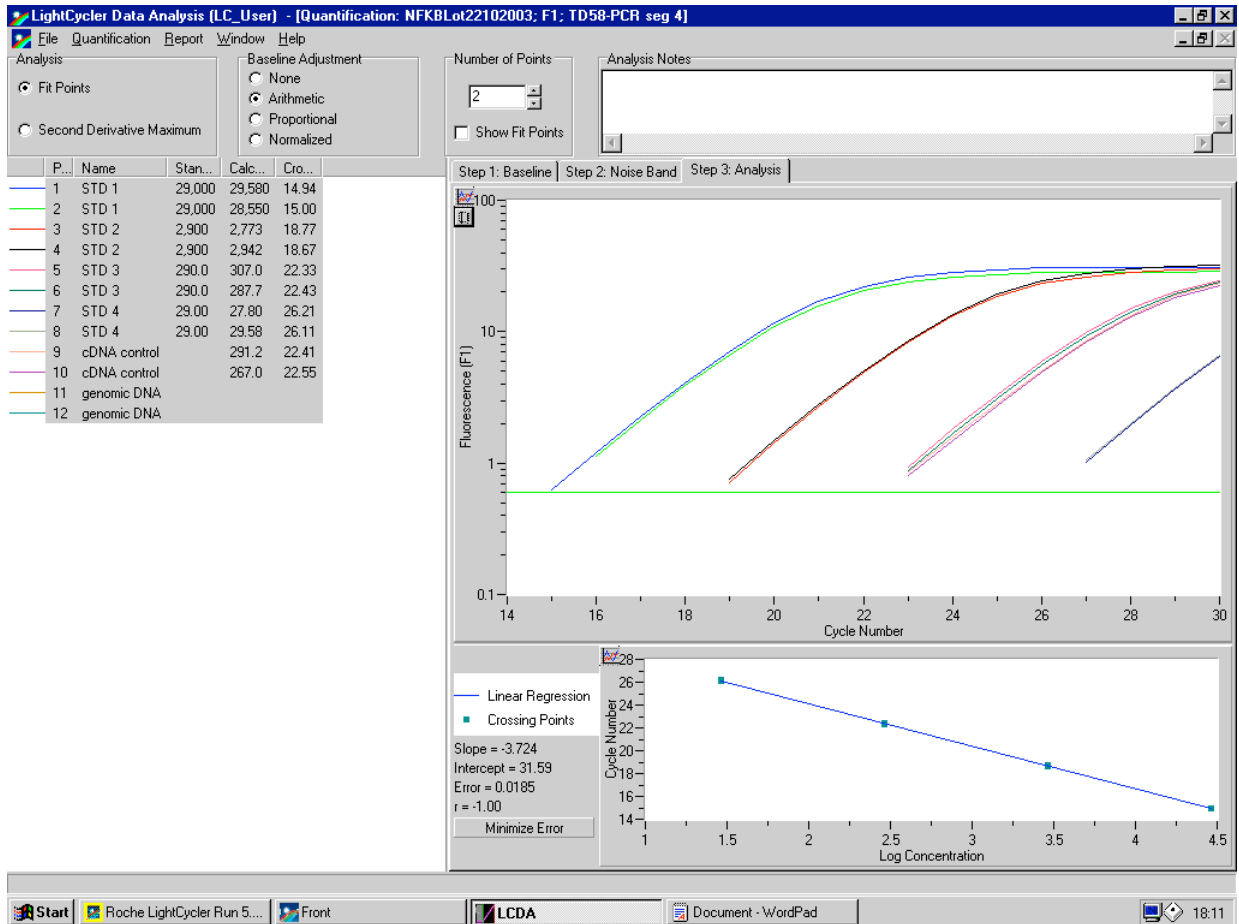 LightCycler Data Analysis (LC_User) - [Quantification: NFKBLot22102003; F1; TD58-PCR seg 4]
File Quantification Report Window Help
Analysis
Fit Points
Second Derivative Maximum
Baseline Adjustment
None
Arithmetic
Proportional
Normalized
Number of Points
2
Show Fit Points
Analysis Notes
P... Name Stan... Calc... Cro...
1 STD 1 29,000 29,580 14.94
2 STD 1 29,000 28,550 15.00
3 STD 2 2,900 2,773 18.77
4 STD 2 2,900 2,942 18.67
5 STD 3 290.0 307.0 22.33
6 STD 3 290.0 287.7 22.43
7 STD 4 29.00 27.80 26.21
8 STD 4 29.00 29.58 26.11
9 cDNA control 291.2 22.41
10 cDNA control 267.0 22.55
11 genomic DNA
12 genomic DNA
Step 1: Baseline Step 2: Noise Band Step 3: Analysis
100
10
1
0.1
Fluorescence (F1)
14 16 18 20 22 24 26 28 30
Cycle Number
Linear Regression
Crossing Points
Slope = -3.724
Intercept = 31.59
Error = 0.0185
r = -1.00
Minimize Error
28
26
24
22
20
18
16
14
Cycle Number
1 1.5 2 2.5 3 3.5 4 4.5
Log Concentration
Start Roche LightCycler Run 5.... Front LCDA Document - WordPad 18:11